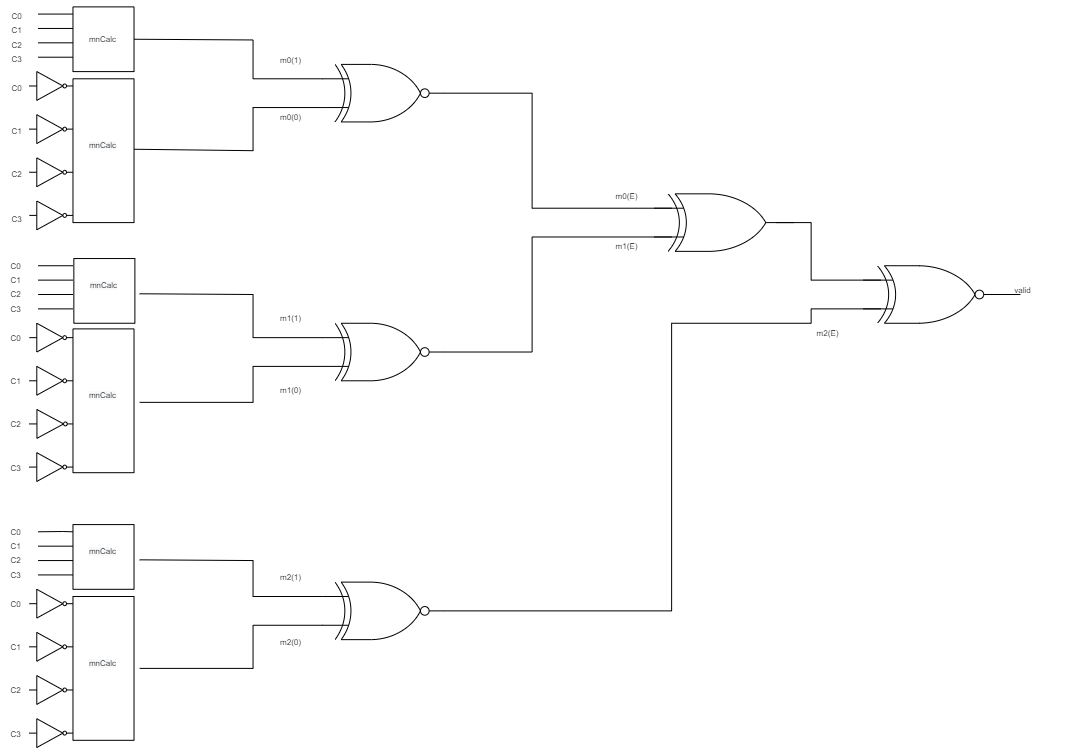 C0
C1
mnCalc
C2
C3
m0(1)
C0
m0(0)
C1
mnCalc
C2
m0(E)
C3
m1(E)
C0
C1
mnCalc
C2
valid
C3
m1(1)
m2(E)
C0
C1
m1(0)
mnCalc
C2
C3
C0
C1
mnCalc
C2
C3
m2(1)
C0
m2(0)
C1
mnCalc
C2
C3